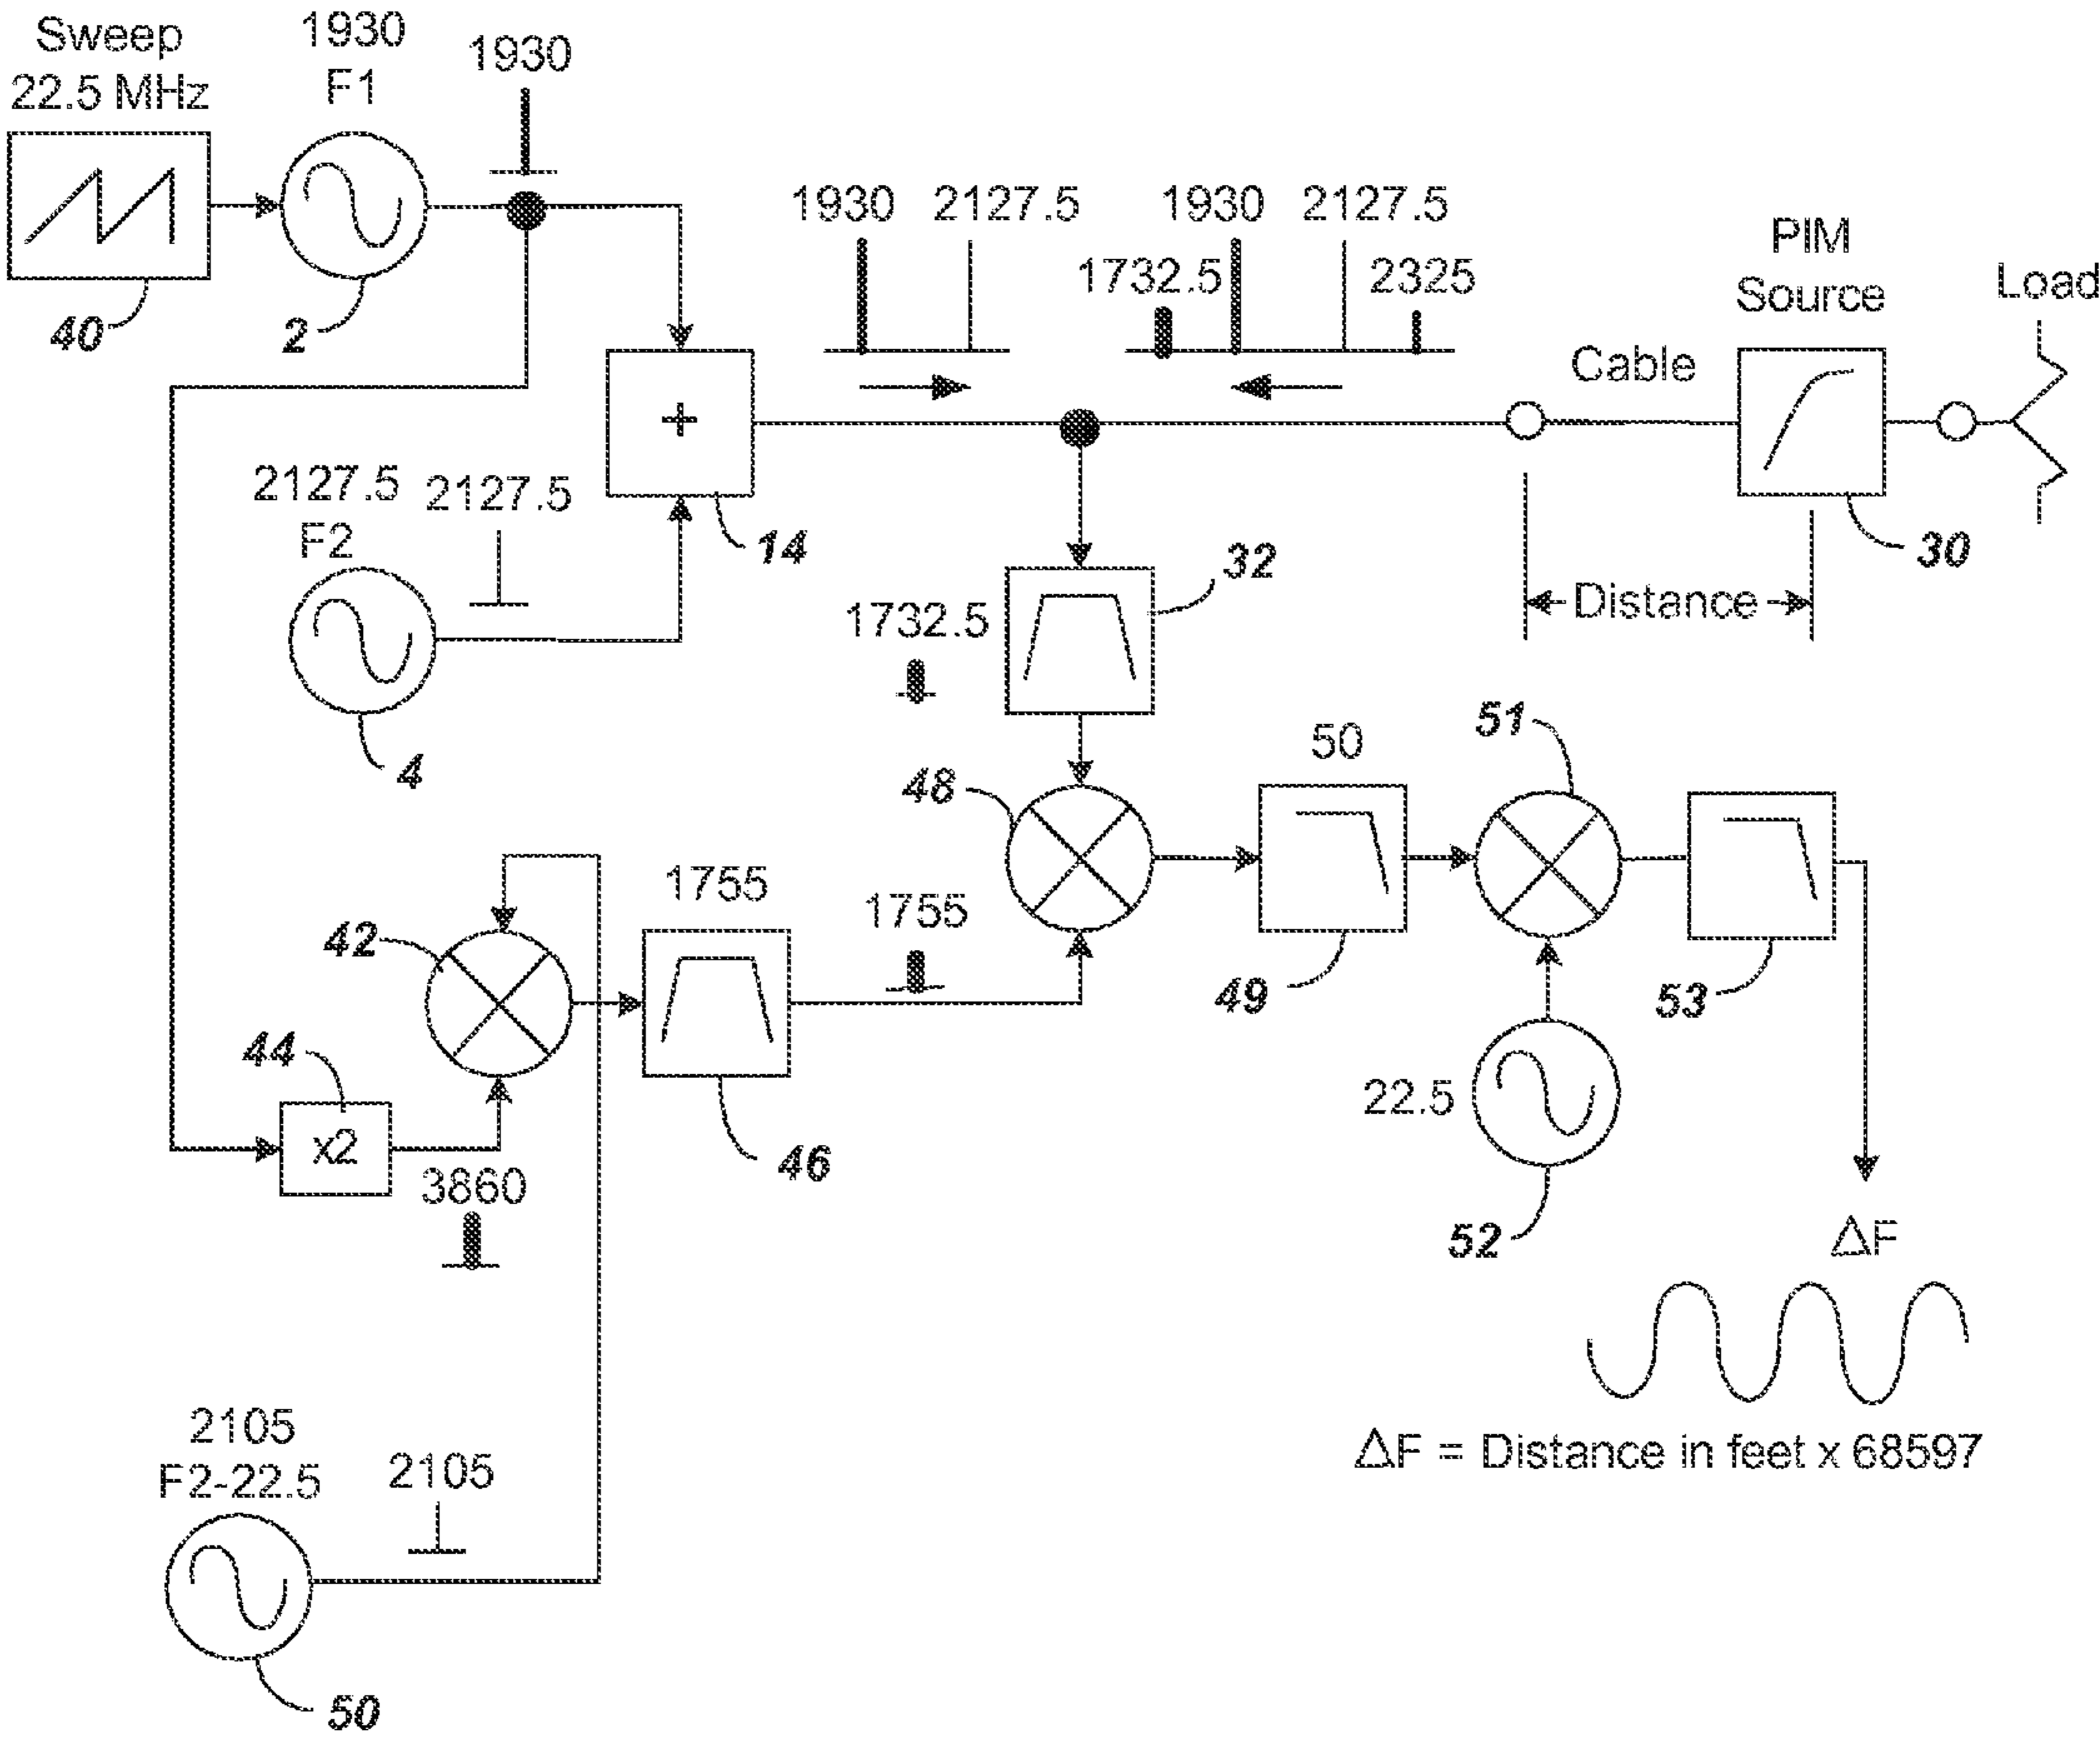 Sweep
22.5 MHz
1930
F1
1930
40
2
1930
2127.5
1930
2127.5
1732.5
2325
PIM
Source
Load
Cable
+
14
30
2127.5
F2
2127.5
4
Distance
32
1732.5
48
50
51
49
53
42
1755
1755
44
x2
3860
46
22.5
52
ΔF
2105
F2-22.5
2105
50
ΔF = Distance in feet x 68597